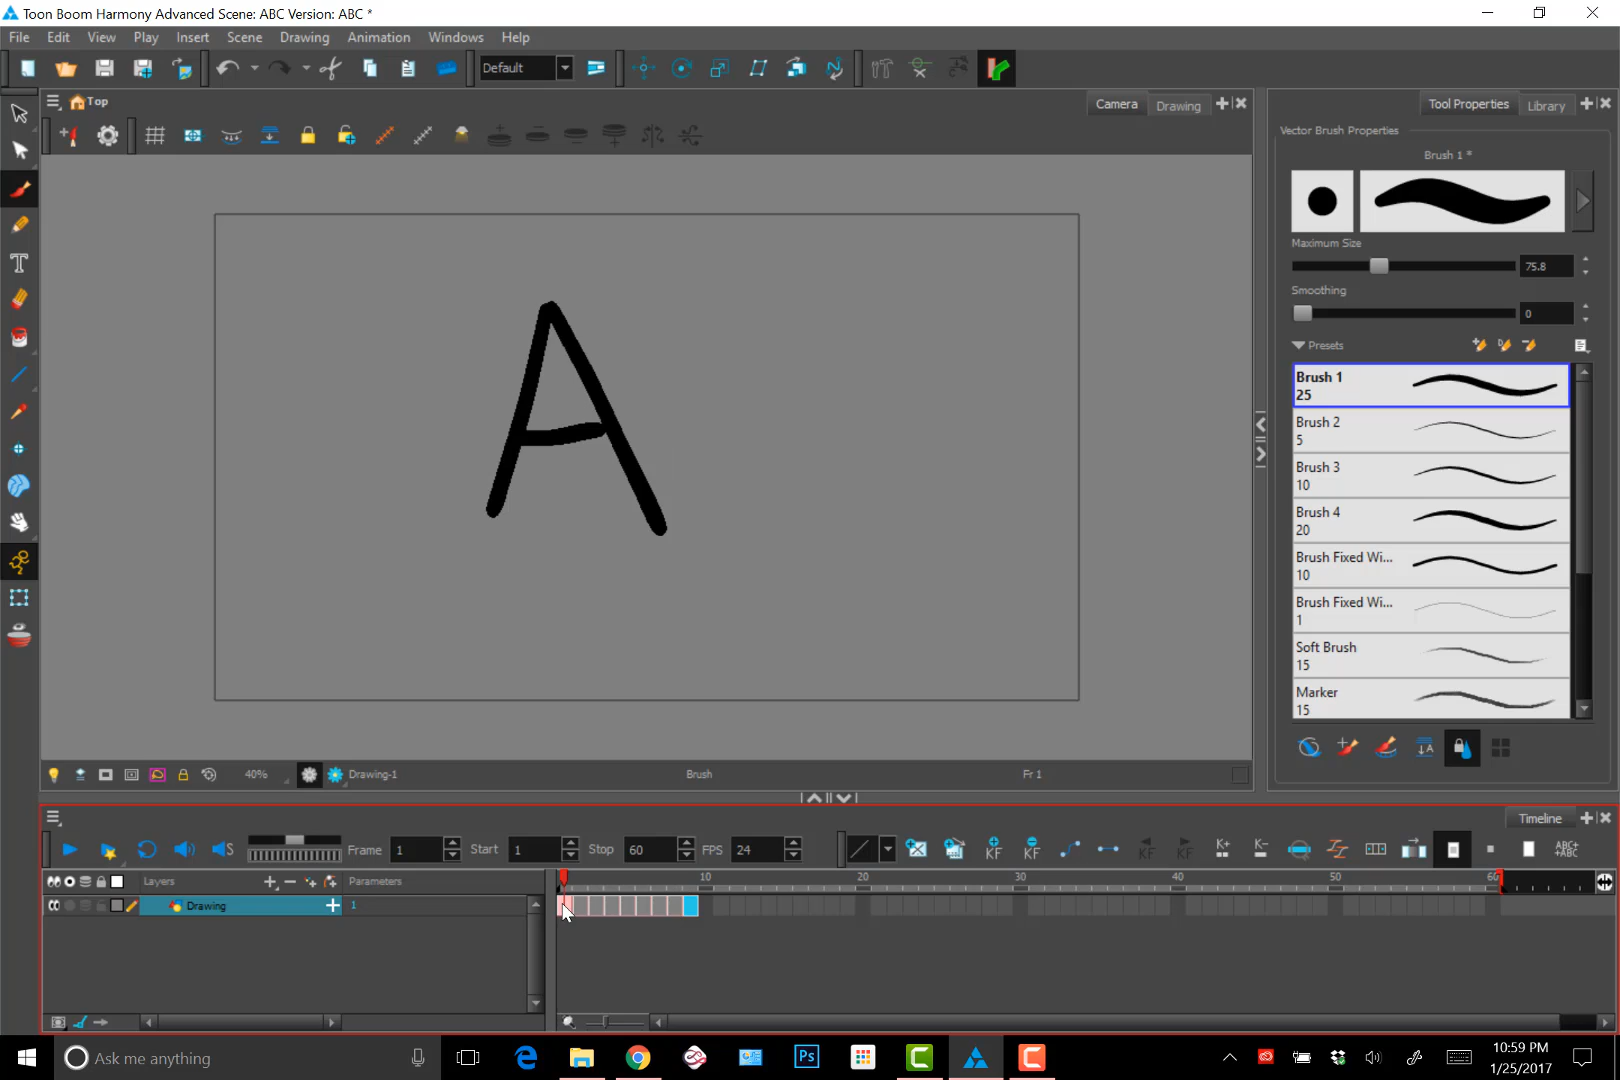 Toon Boom Harmony Advanced Scene: ABC Version: ABC *
File Edit View Play Insert Scene Drawing Animation Windows Help
Default
Top
Camera Drawing
Tool Properties Library
Vector Brush Properties
Brush 1 *
Maximum Size
75.8
Smoothing
0
Presets
Brush 1
25
Brush 2
5
Brush 3
10
Brush 4
20
Brush Fixed Wi...
10
Brush Fixed Wi...
1
Soft Brush
15
Marker
15
A
40% Drawing-1 Brush Fr 1
Timeline
Frame 1 Start 1 Stop 60 FPS 24
Layers Parameters
10 20 30 40 50 60
Drawing 1
Ask me anything
10:59 PM
1/25/2017